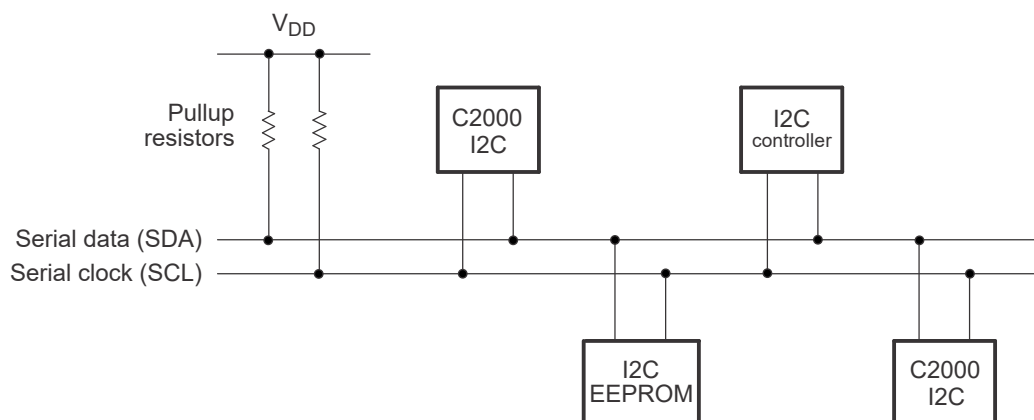 VDD
Pullup
resistors
C2000
I2C
I2C
controller
Serial data (SDA)
Serial clock (SCL)
I2C
EEPROM
C2000
I2C